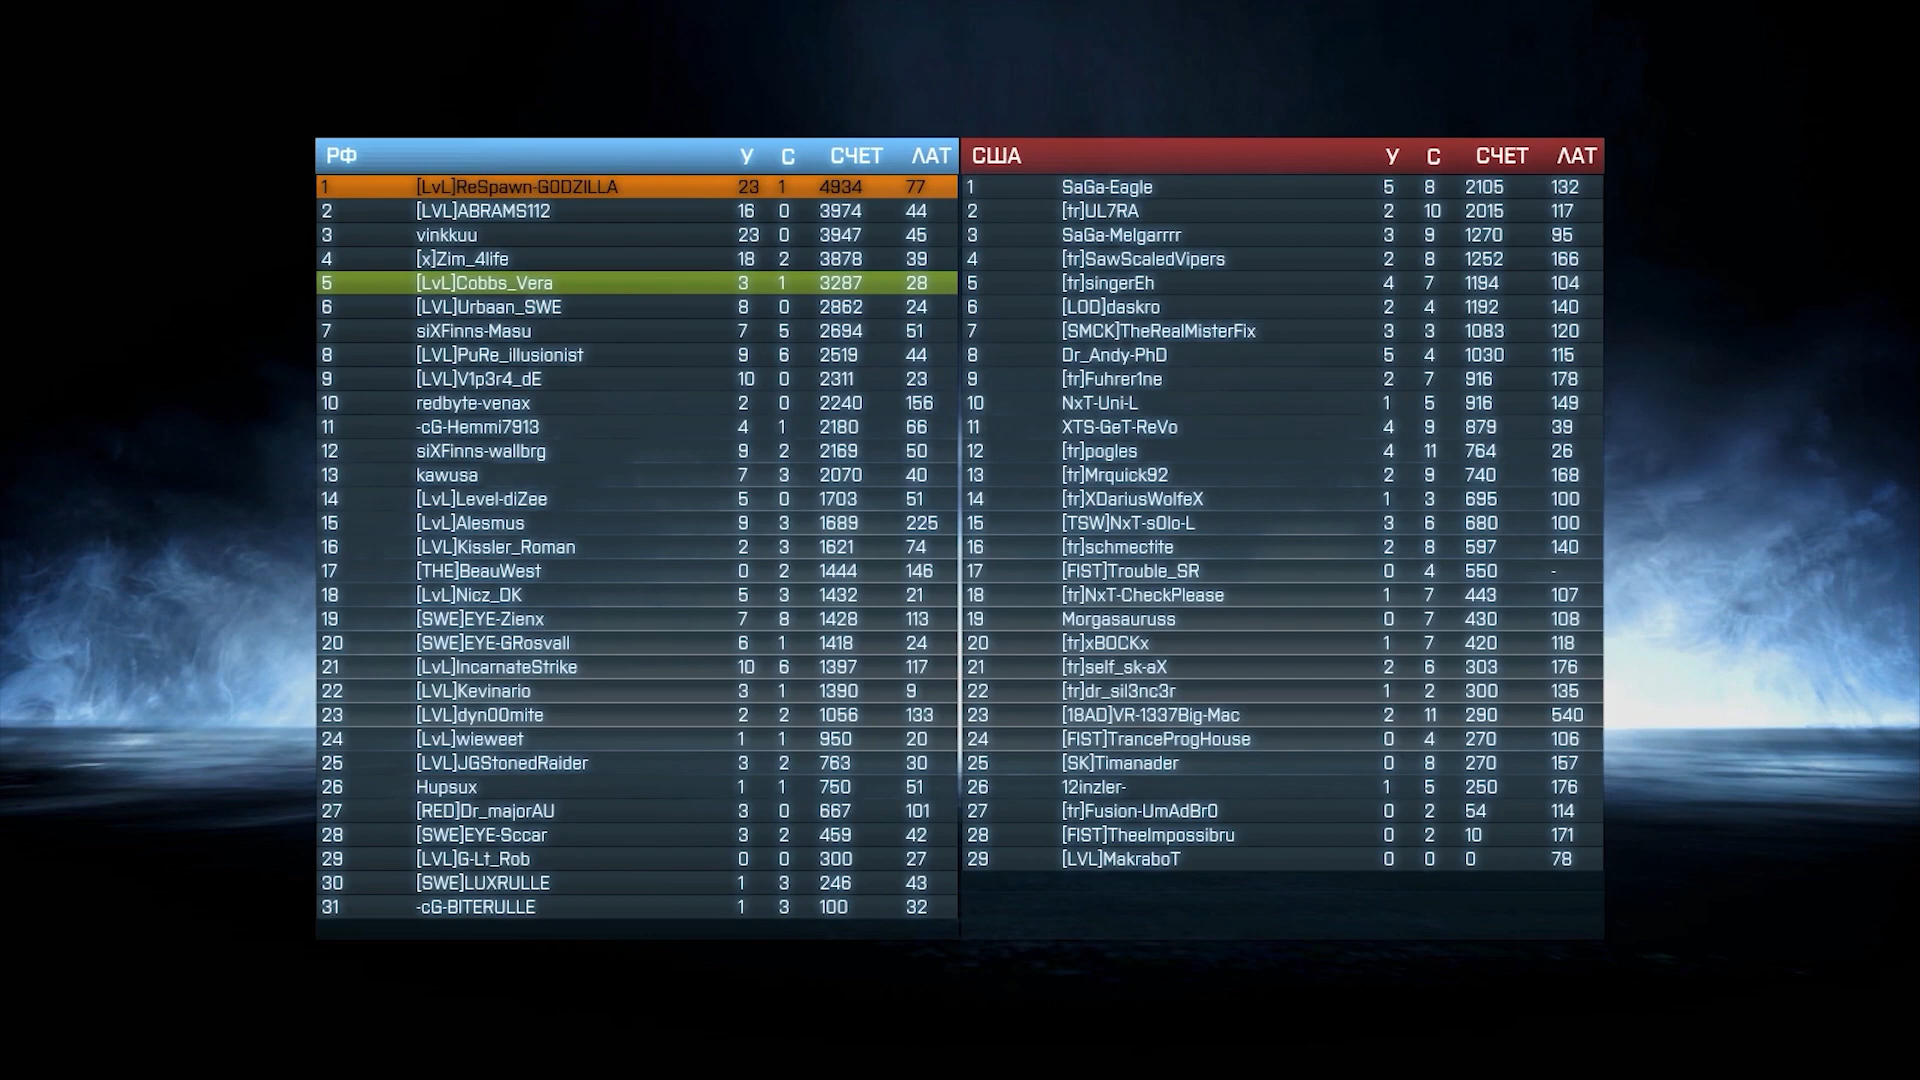 РФ У С СЧЕТ ЛАТ
1 [LvL]ReSpawn-GODZILLA 23 1 4934 77
2 [LVL]ABRAMS112 16 0 3974 44
3 vinkkuu 23 0 3947 45
4 [x]Zim_4life 18 2 3878 39
5 [LvL]Cobbs_Vera 3 1 3287 28
6 [LVL]Urbaan_SWE 8 0 2862 24
7 siXFinns-Masu 7 5 2694 51
8 [LVL]PuRe_illusionist 9 6 2519 44
9 [LVL]V1p3r4_dE 10 0 2311 23
10 redbyte-venax 2 0 2240 156
11 -cG-Hemmi7913 4 1 2180 66
12 siXFinns-wallbrg 9 2 2169 50
13 kawusa 7 3 2070 40
14 [LvL]Level-diZee 5 0 1703 51
15 [LvL]Alesmus 9 3 1689 225
16 [LVL]Kissler_Roman 2 3 1621 74
17 [THE]BeauWest 0 2 1444 146
18 [LvL]Nicz_DK 5 3 1432 21
19 [SWE]EYE-Zienx 7 8 1428 113
20 [SWE]EYE-GRosvall 6 1 1418 24
21 [LvL]IncarnateStrike 10 6 1397 117
22 [LVL]Kevinario 3 1 1390 9
23 [LVL]dyn00mite 2 2 1056 133
24 [LvL]wieweet 1 1 950 20
25 [LVL]JGStonedRaider 3 2 763 30
26 Hupsux 1 1 750 51
27 [RED]Dr_majorAU 3 0 667 101
28 [SWE]EYE-Sccar 3 2 459 42
29 [LVL]G-Lt_Rob 0 0 300 27
30 [SWE]LUXRULLE 1 3 246 43
31 -cG-BITERULLE 1 3 100 32
США У С СЧЕТ ЛАТ
1 SaGa-Eagle 5 8 2105 132
2 [tr]UL7RA 2 10 2015 117
3 SaGa-Melgarrrr 3 9 1270 95
4 [tr]SawScaledVipers 2 8 1252 166
5 [tr]singerEh 4 7 1194 104
6 [LOD]daskro 2 4 1192 140
7 [SMCK]TheRealMisterFix 3 3 1083 120
8 Dr_Andy-PhD 5 4 1030 115
9 [tr]Fuhrer1ne 2 7 916 178
10 NxT-Uni-L 1 5 916 149
11 XTS-GeT-ReVo 4 9 879 39
12 [tr]pogles 4 11 764 26
13 [tr]Mrquick92 2 9 740 168
14 [tr]XDariusWolfeX 1 3 695 100
15 [TSW]NxT-s0lo-L 3 6 680 100
16 [tr]schmectite 2 8 597 140
17 [FIST]Trouble_SR 0 4 550 -
18 [tr]NxT-CheckPlease 1 7 443 107
19 Morgasauruss 0 7 430 108
20 [tr]xBOCKx 1 7 420 118
21 [tr]self_sk-aX 2 6 303 176
22 [tr]dr_sil3nc3r 1 2 300 135
23 [18AD]VR-1337Big-Mac 2 11 290 540
24 [FIST]TranceProgHouse 0 4 270 106
25 [SK]Timanader 0 8 270 157
26 12inzler- 1 5 250 176
27 [tr]Fusion-UmAdBr0 0 2 54 114
28 [FIST]TheeImpossibru 0 2 10 171
29 [LVL]MakraboT 0 0 0 78